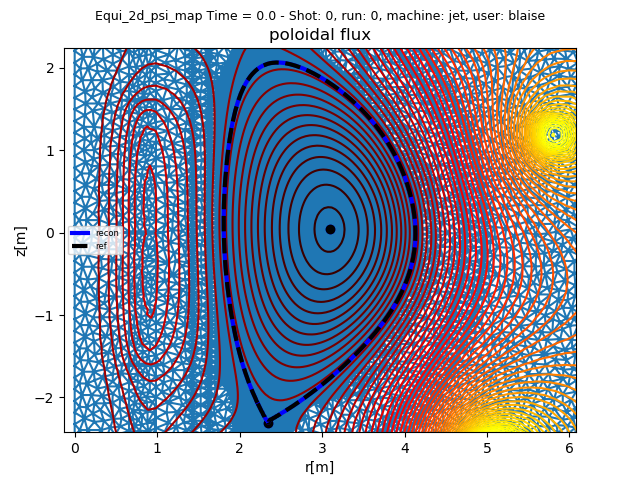 Equi_2d_psi_map Time = 0.0 - Shot: 0, run: 0, machine: jet, user: blaise
poloidal flux
z[m]
2
1
0
−1
−2
recon
ref
0 1 2 3 4 5 6
r[m]